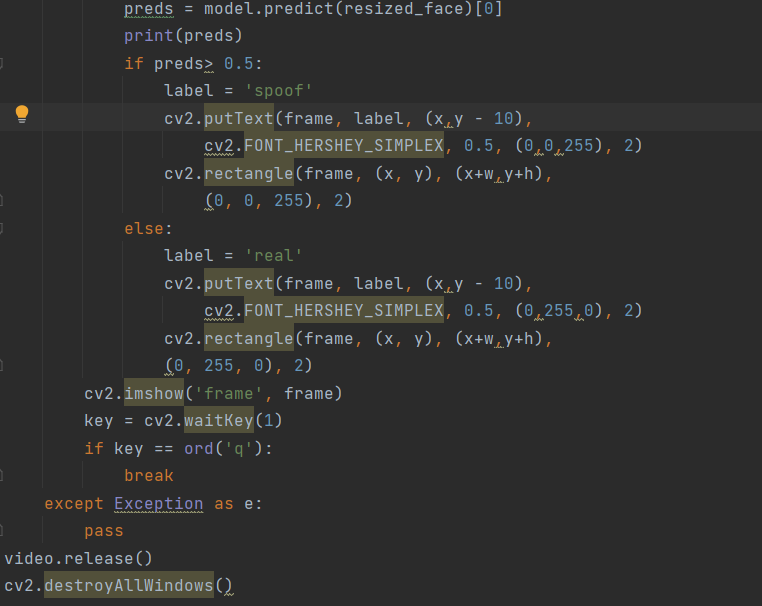 preds = model.predict(resized_face)[0]
print(preds)
if preds> 0.5:
label = 'spoof'
cv2.putText(frame, label, (x,y - 10),
cv2.FONT_HERSHEY_SIMPLEX, 0.5, (0,0,255), 2)
cv2.rectangle(frame, (x, y), (x+w,y+h),
(0, 0, 255), 2)
else:
label = 'real'
cv2.putText(frame, label, (x,y - 10),
cv2.FONT_HERSHEY_SIMPLEX, 0.5, (0,255,0), 2)
cv2.rectangle(frame, (x, y), (x+w,y+h),
(0, 255, 0), 2)
cv2.imshow('frame', frame)
key = cv2.waitKey(1)
if key == ord('q'):
break
except Exception as e:
pass
video.release()
cv2.destroyAllWindows()